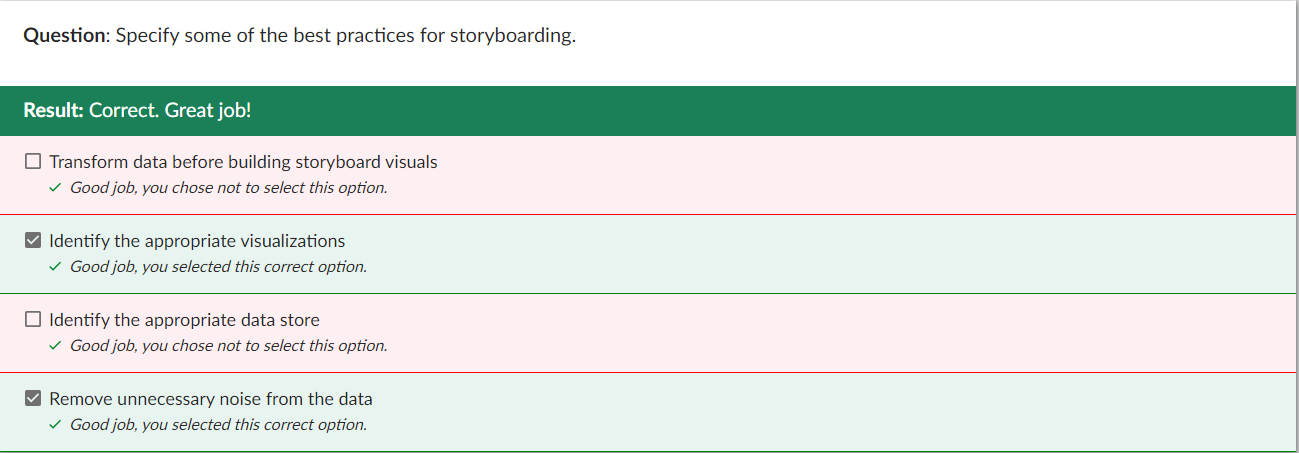 Question: Specify some of the best practices for storyboarding.
Result: Correct. Great job!
Transform data before building storyboard visuals
Good job, you chose not to select this option.
Identify the appropriate visualizations
Good job, you selected this correct option.
Identify the appropriate data store
Good job, you chose not to select this option.
Remove unnecessary noise from the data
Good job, you selected this correct option.